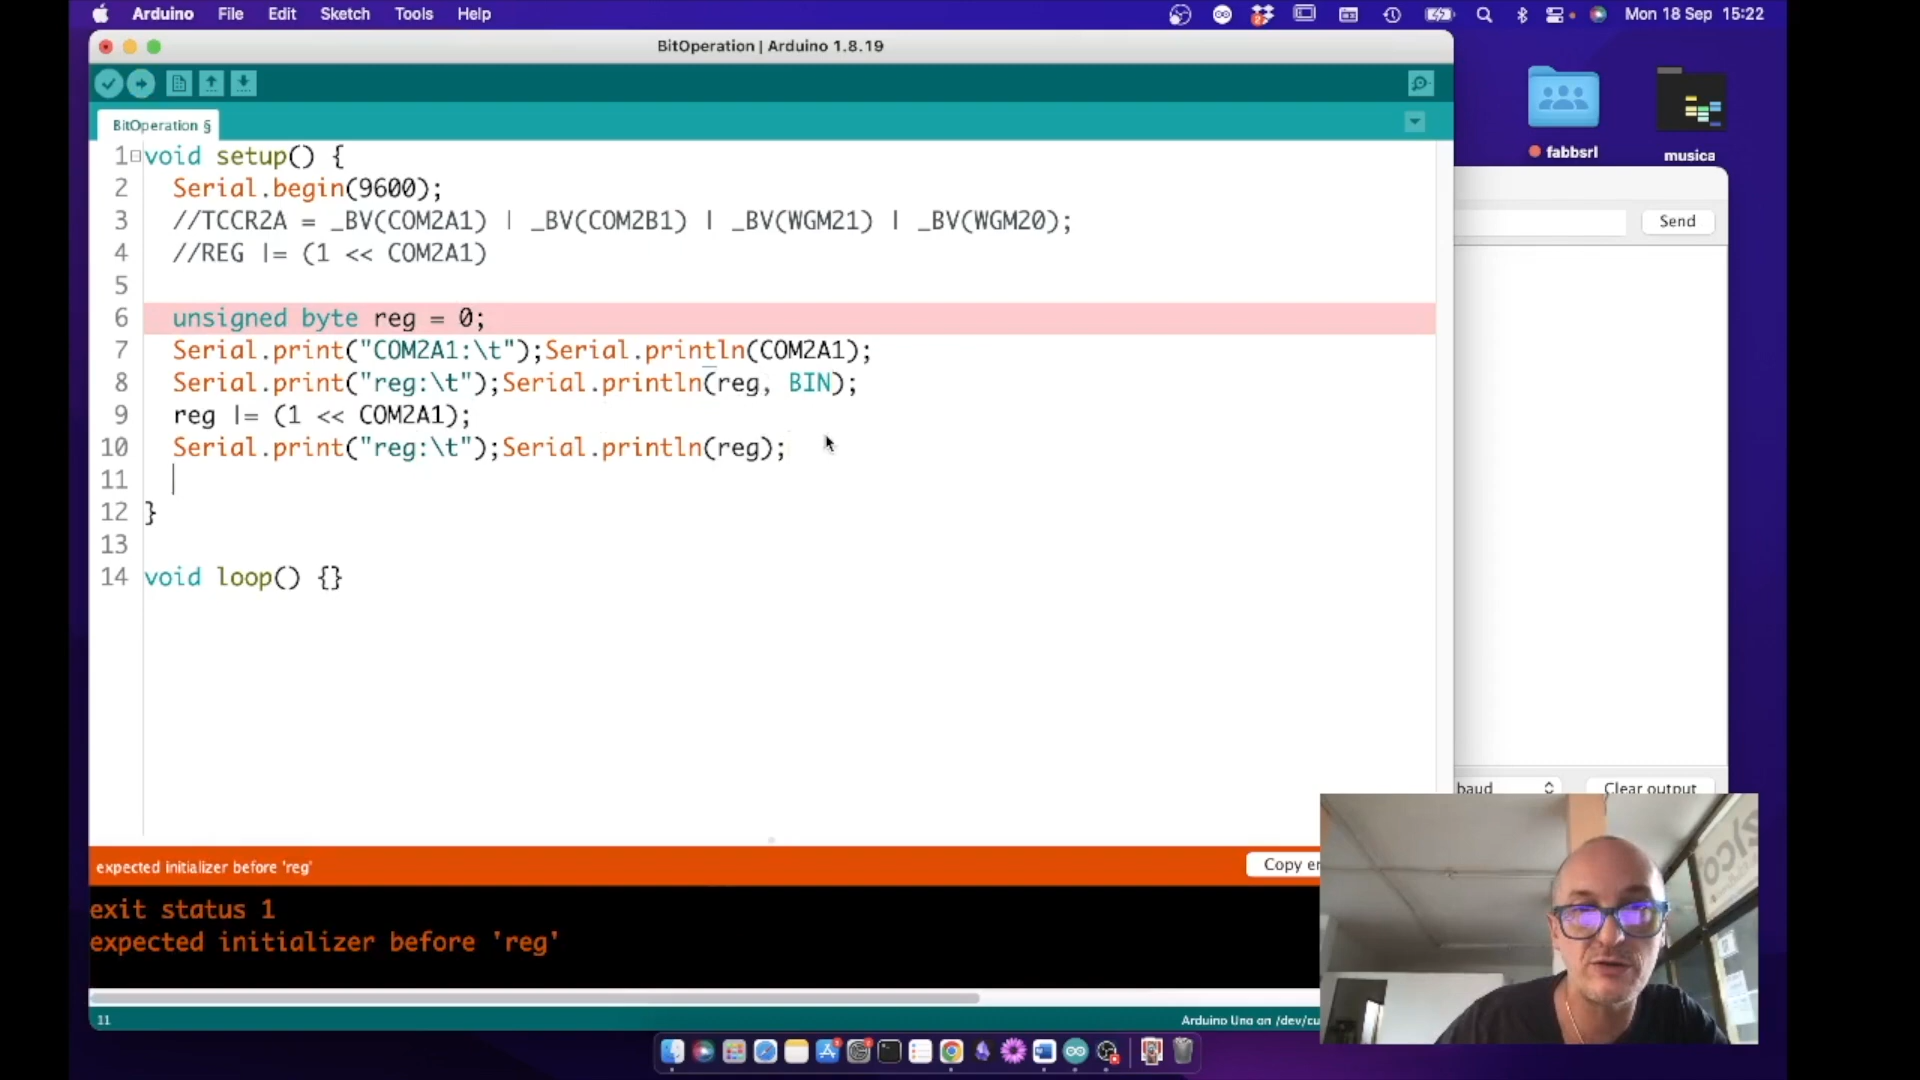 Arduino File Edit Sketch Tools Help Mon 18 Sep 15:22
BitOperation | Arduino 1.8.19
BitOperation §
fabbsrl
musica
1 void setup() {
2 Serial.begin(9600);
3 //TCCR2A = _BV(COM2A1) | _BV(COM2B1) | _BV(WGM21) | _BV(WGM20);
4 //REG |= (1 << COM2A1)
5
6 unsigned byte reg = 0;
7 Serial.print("COM2A1:\t");Serial.println(COM2A1);
8 Serial.print("reg:\t");Serial.println(reg, BIN);
9 reg |= (1 << COM2A1);
10 Serial.print("reg:\t");Serial.println(reg);
11
12 }
13
14 void loop() {}
Send
baud
Clear output
expected initializer before 'reg'
Copy er
exit status 1
expected initializer before 'reg'
11
Arduino Uno on /dev/cu